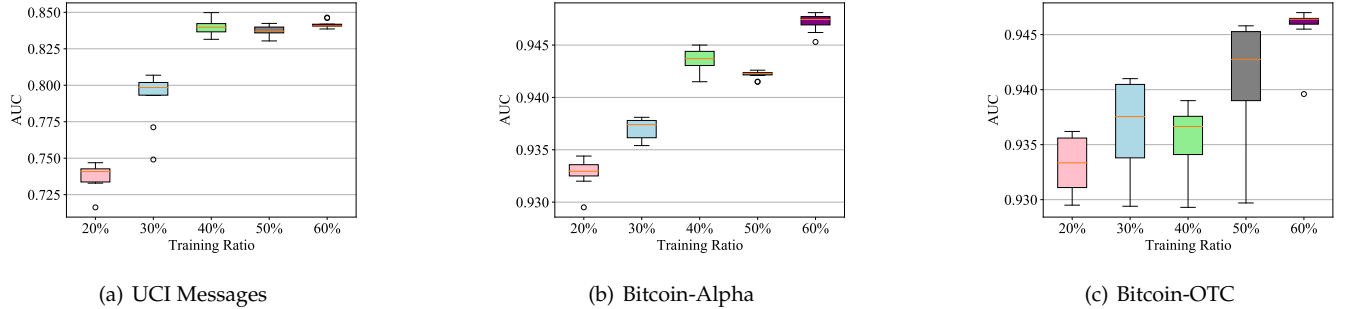 0.850
0.825
0.800
0.775
0.750
0.725
AUC
20% 30% 40% 50% 60%
Training Ratio
(a) UCI Messages
0.945
0.940
0.935
0.930
AUC
20% 30% 40% 50% 60%
Training Ratio
(b) Bitcoin-Alpha
0.945
0.940
0.935
0.930
AUC
20% 30% 40% 50% 60%
Training Ratio
(c) Bitcoin-OTC